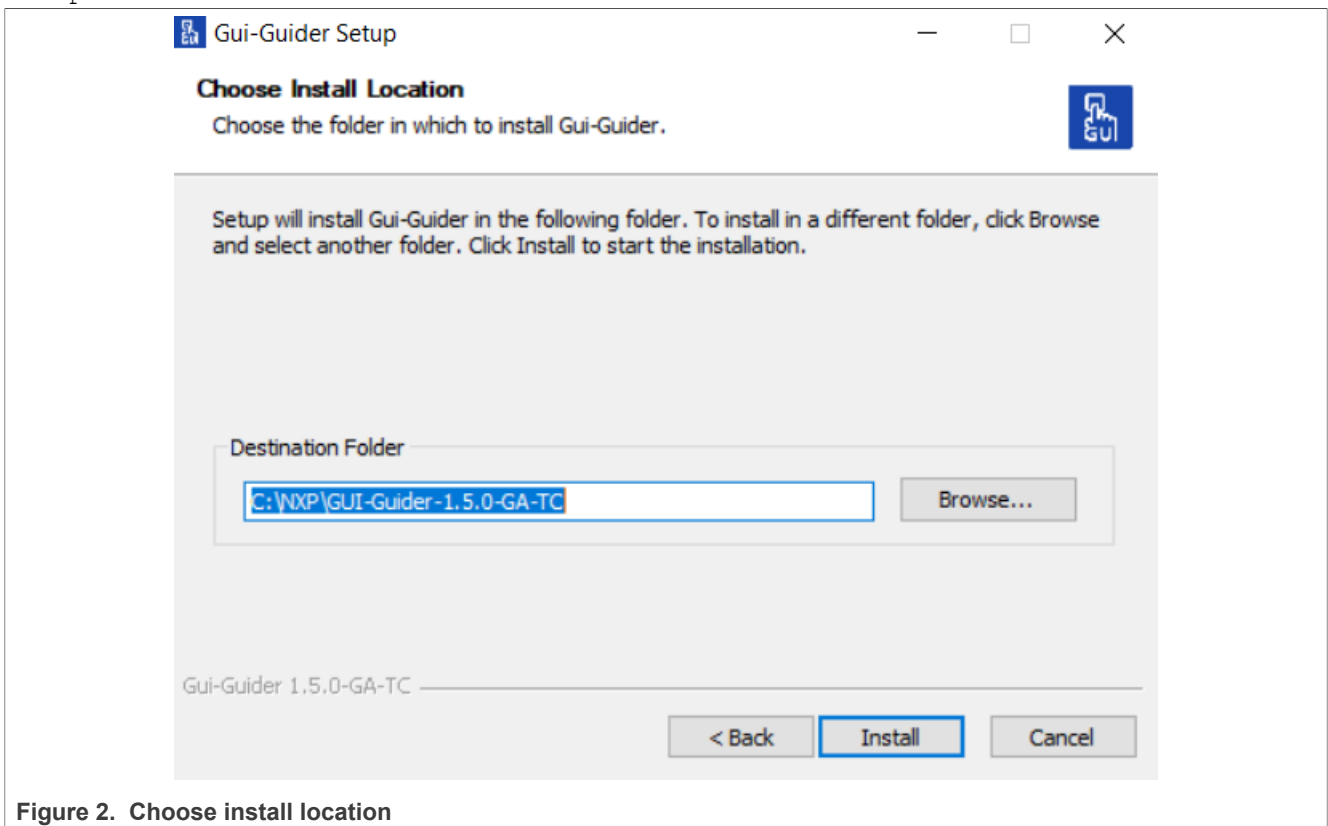 Gui-Guider Setup
Choose Install Location
Choose the folder in which to install Gui-Guider.
GUI
Setup will install Gui-Guider in the following folder. To install in a different folder, click Browse
and select another folder. Click Install to start the installation.
Destination Folder
C:\NXP\GUI-Guider-1.5.0-GA-TC
Browse...
Gui-Guider 1.5.0-GA-TC
< Back
Install
Cancel
Figure 2. Choose install location